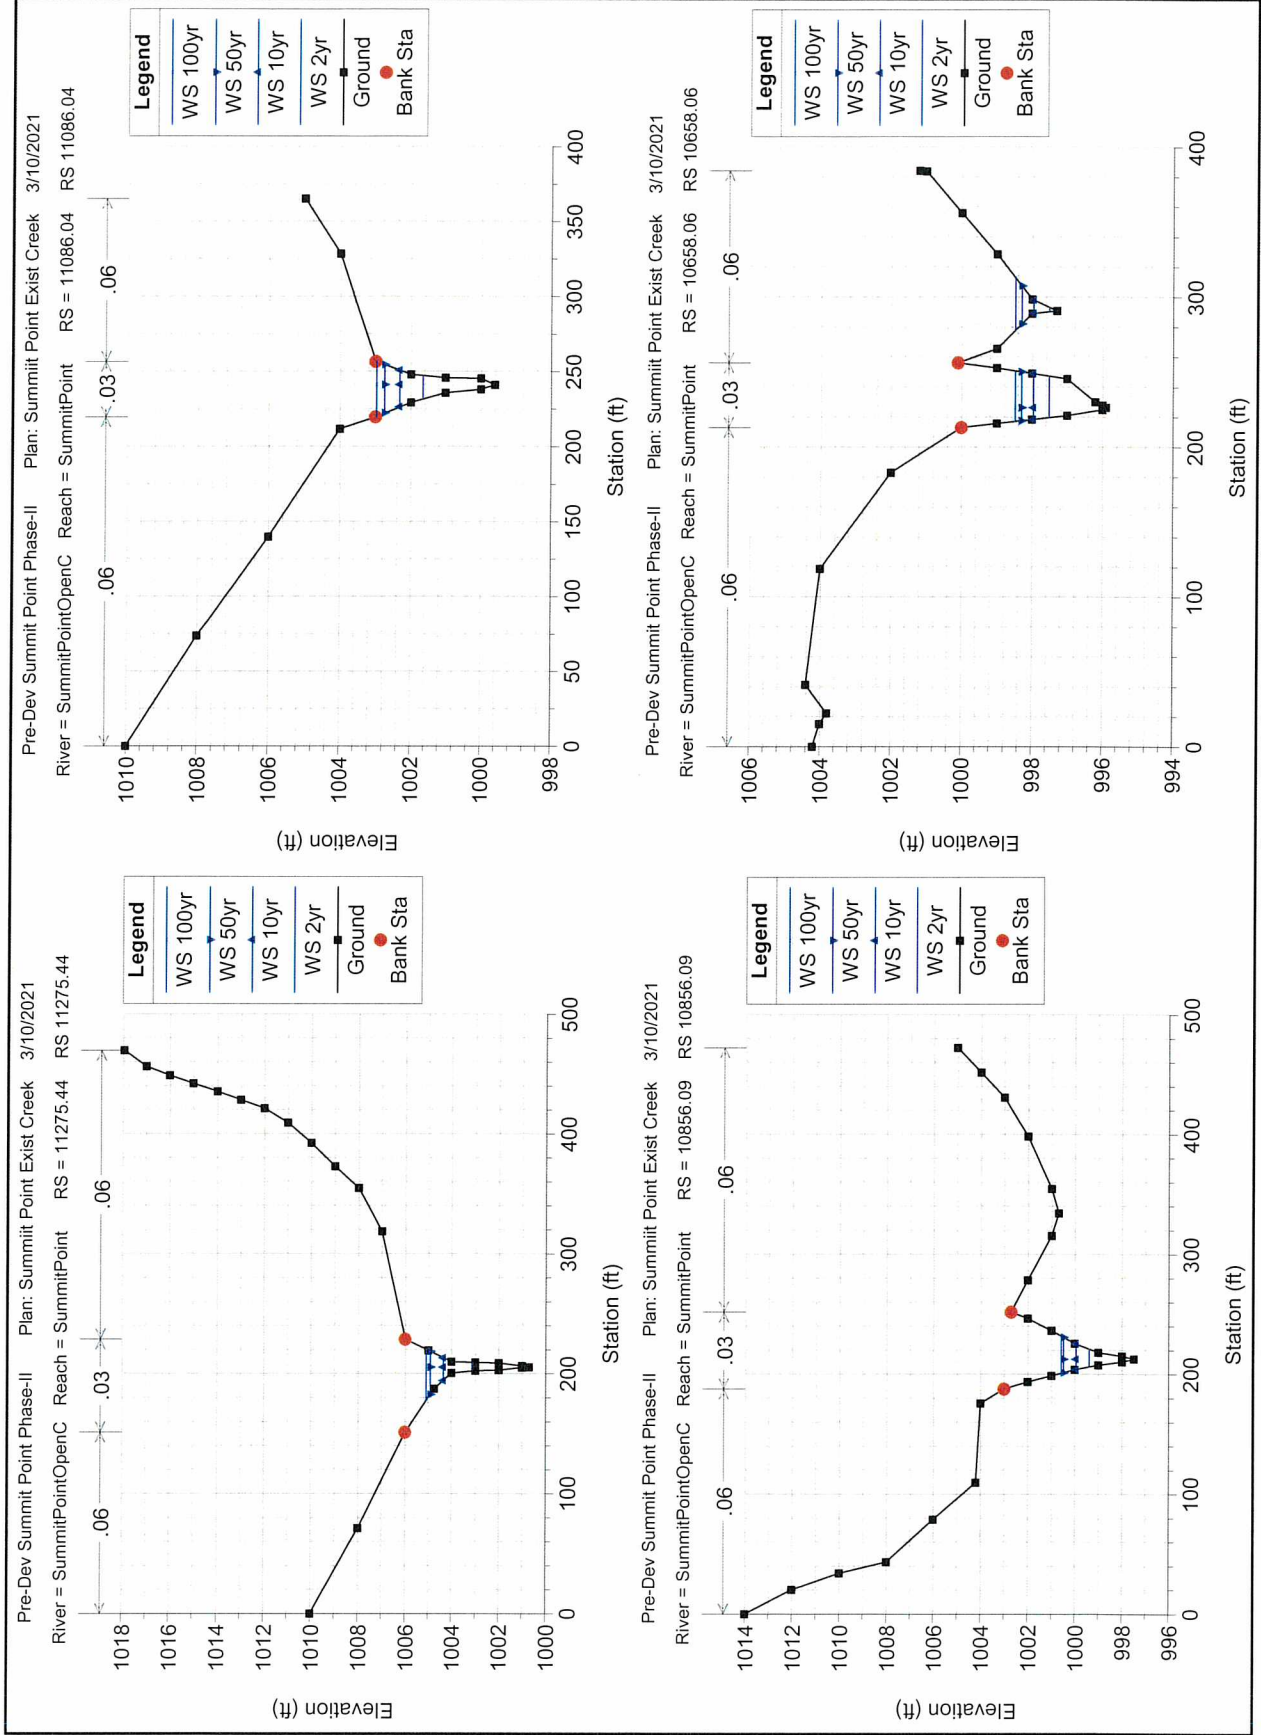 Pre-Dev Summit Point Phase-II Plan: Summiit Point Exist Creek 3/10/2021
River = SummitPointOpenC Reach = SummitPoint RS = 11275.44 RS 11275.44
.06 .03 .06
Elevation (ft)
1018
1016
1014
1012
1010
1008
1006
1004
1002
1000
0 100 200 300 400 500
Station (ft)
Legend
WS 100yr
WS 50yr
WS 10yr
WS 2yr
Ground
Bank Sta
Pre-Dev Summit Point Phase-II Plan: Summiit Point Exist Creek 3/10/2021
River = SummitPointOpenC Reach = SummitPoint RS = 11086.04 RS 11086.04
.06 .03 .06
Elevation (ft)
1010
1008
1006
1004
1002
1000
998
0 50 100 150 200 250 300 350 400
Station (ft)
Legend
WS 100yr
WS 50yr
WS 10yr
WS 2yr
Ground
Bank Sta
Pre-Dev Summit Point Phase-II Plan: Summiit Point Exist Creek 3/10/2021
River = SummitPointOpenC Reach = SummitPoint RS = 10856.09 RS 10856.09
.06 .03 .06
Elevation (ft)
1014
1012
1010
1008
1006
1004
1002
1000
998
996
0 100 200 300 400 500
Station (ft)
Legend
WS 100yr
WS 50yr
WS 10yr
WS 2yr
Ground
Bank Sta
Pre-Dev Summit Point Phase-II Plan: Summiit Point Exist Creek 3/10/2021
River = SummitPointOpenC Reach = SummitPoint RS = 10658.06 RS 10658.06
.06 .03 .06
Elevation (ft)
1006
1004
1002
1000
998
996
994
0 100 200 300 400
Station (ft)
Legend
WS 100yr
WS 50yr
WS 10yr
WS 2yr
Ground
Bank Sta